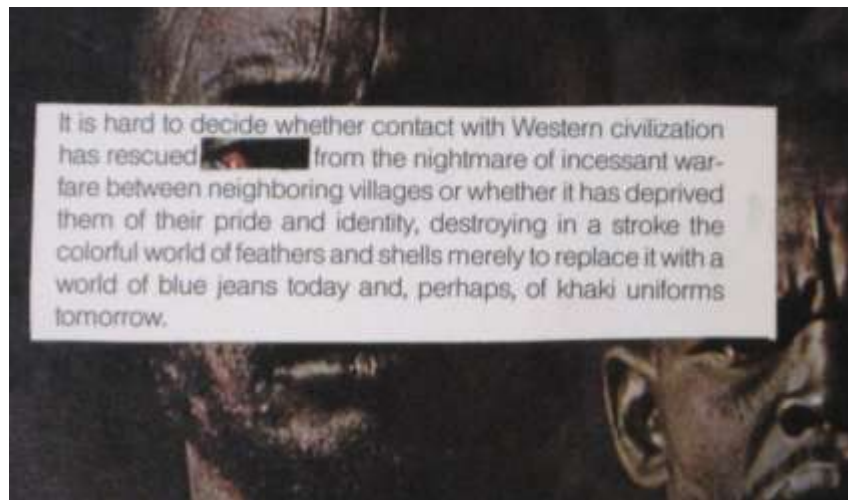 It is hard to decide whether contact with Western civilization
has rescued from the nightmare of incessant war-
fare between neighboring villages or whether it has deprived
them of their pride and identity, destroying in a stroke the
colorful world of feathers and shells merely to replace it with a
world of blue jeans today and, perhaps, of khaki uniforms
tomorrow.